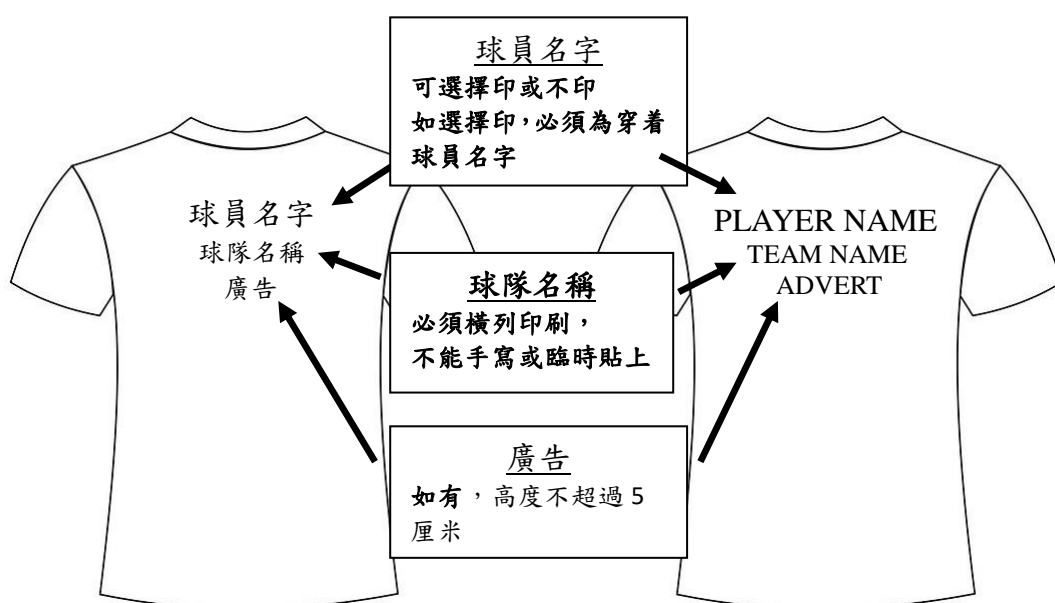 球員名字
可選擇印或不印
如選擇印，必須為穿着
球員名字
球員名字
球隊名稱
廣告
PLAYER NAME
TEAM NAME
ADVERT
球隊名稱
必須橫列印刷，
不能手寫或臨時貼上
廣告
如有，高度不超過 5
厘米